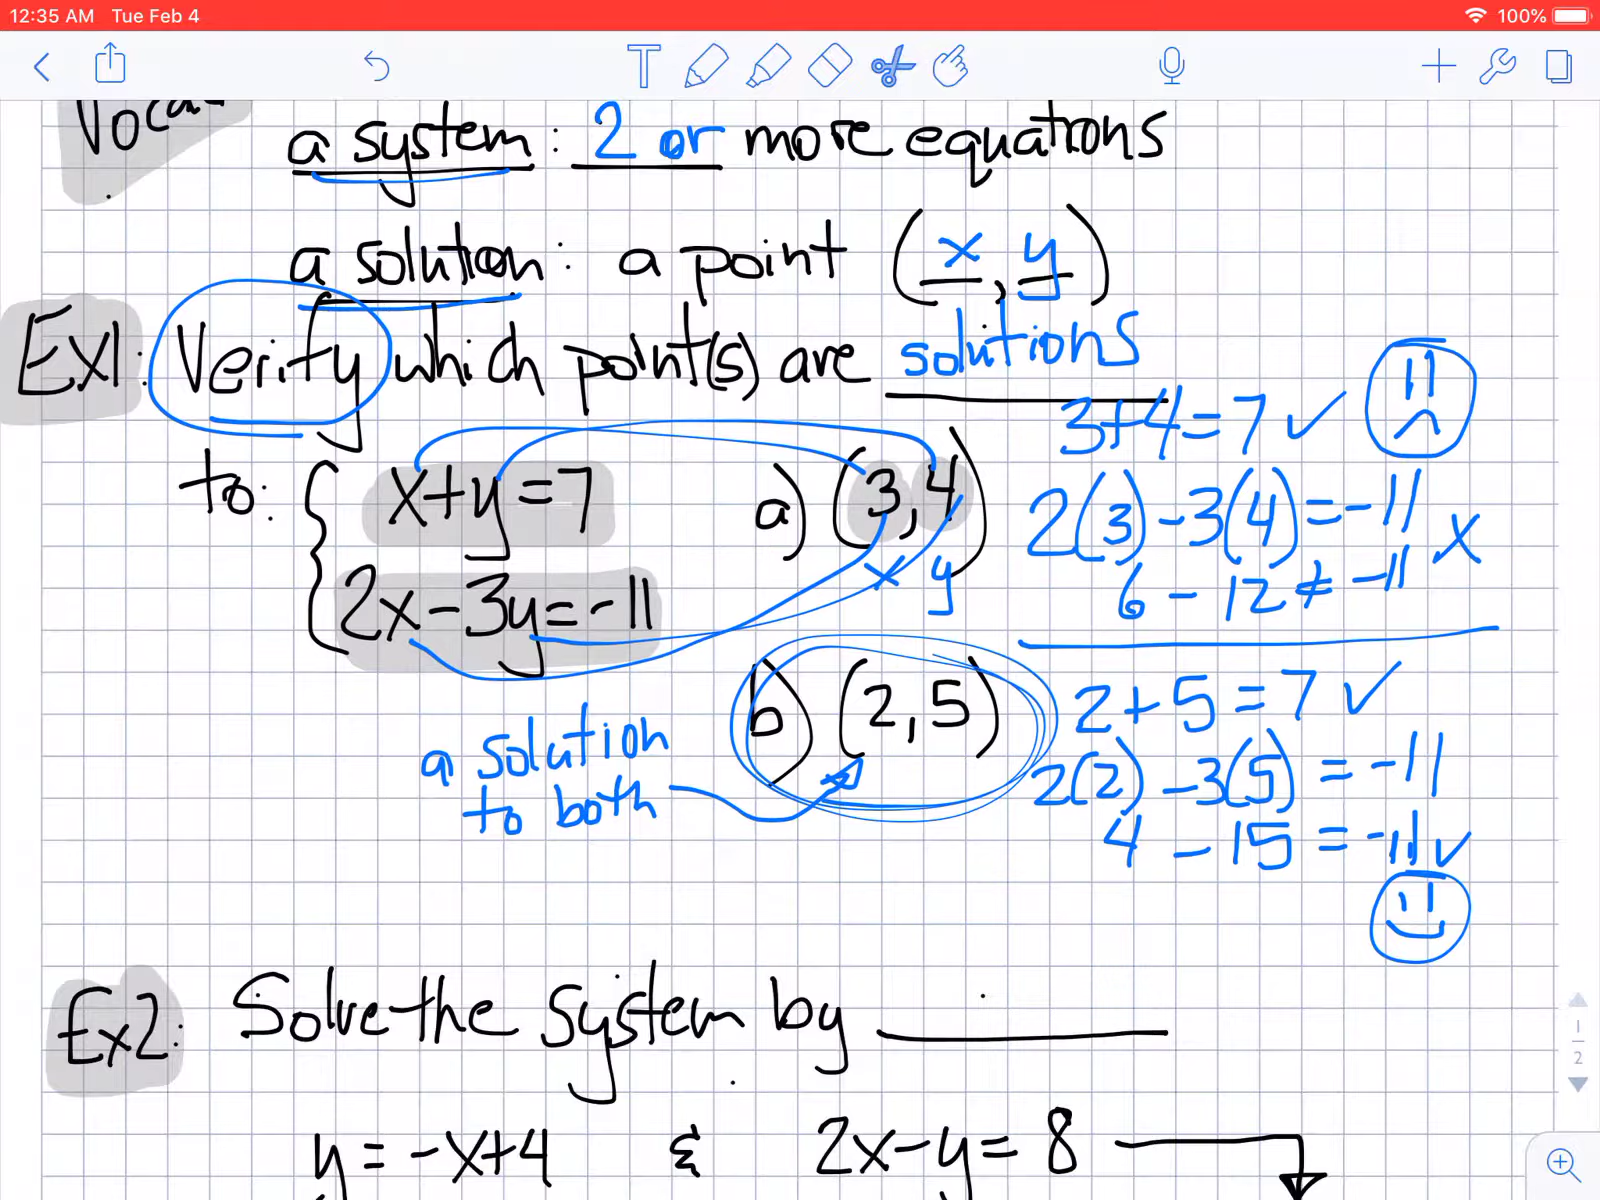 12:35 AM Tue Feb 4 100%
Vocab
a system: 2 or more equations
a solution: a point (x, y)
Ex1: Verify which point(s) are solutions
to: { x+y=7
2x-3y=-11
a) (3,4)
x y
3+4=7 ✓
2(3)-3(4)=-11 x
6-12≠-11
b) (2,5)
a solution
to both
2+5=7 ✓
2(2)-3(5)=-11
4-15=-11 ✓
Ex2: Solve the system by
y=-x+4 & 2x-y=8
1
2